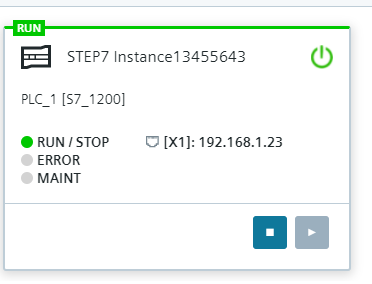 RUN
STEP7 Instance13455643
PLC_1 [S7_1200]
RUN / STOP [X1]: 192.168.1.23
ERROR
MAINT